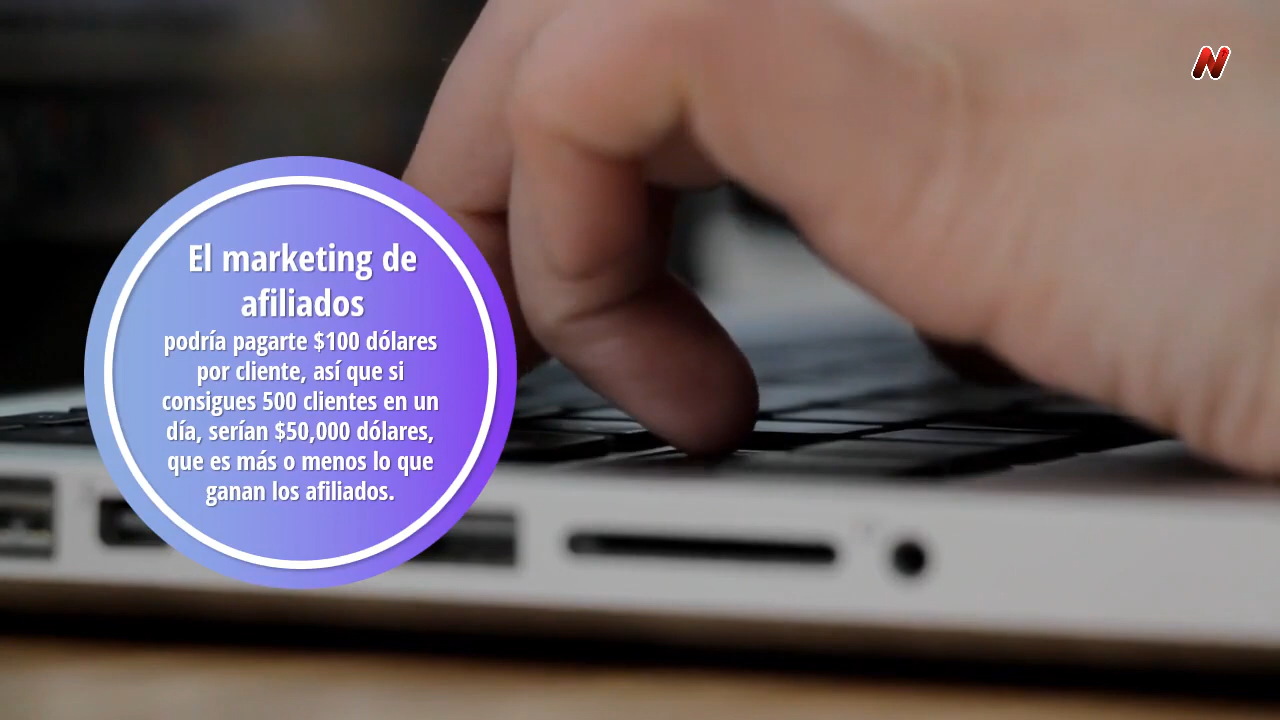 N
El marketing de
afiliados
podría pagarte $100 dólares
por cliente, así que si
consigues 500 clientes en un
día, serían $50,000 dólares,
que es más o menos lo que
ganan los afiliados.